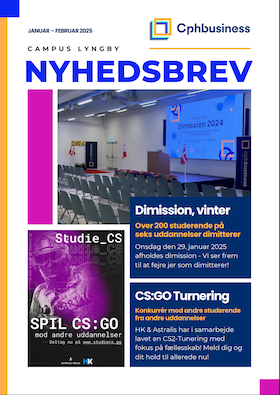 JANUAR - FEBRUAR 2025
Cphbusiness
CAMPUS LYNGBY
NYHEDSBREV
Dimission 2024
Dimission, vinter
Over 200 studerende på
seks uddannelser dimitterer
Onsdag den 29. januar 2025
afholdes dimission - Vi ser frem
til at fejre jer som dimitterer!
Studie_CS
SPIL CS:GO
mod andre uddannelser
Deltag nu på www.studiecs.gg
HK
CS:GO Turnering
Konkurrér mod andre studerende
fra andre uddannelser
HK & Astralis har i samarbejde
lavet en CS2-Tunering med
fokus på fællesskab! Meld dig og
dit hold til allerede nu!